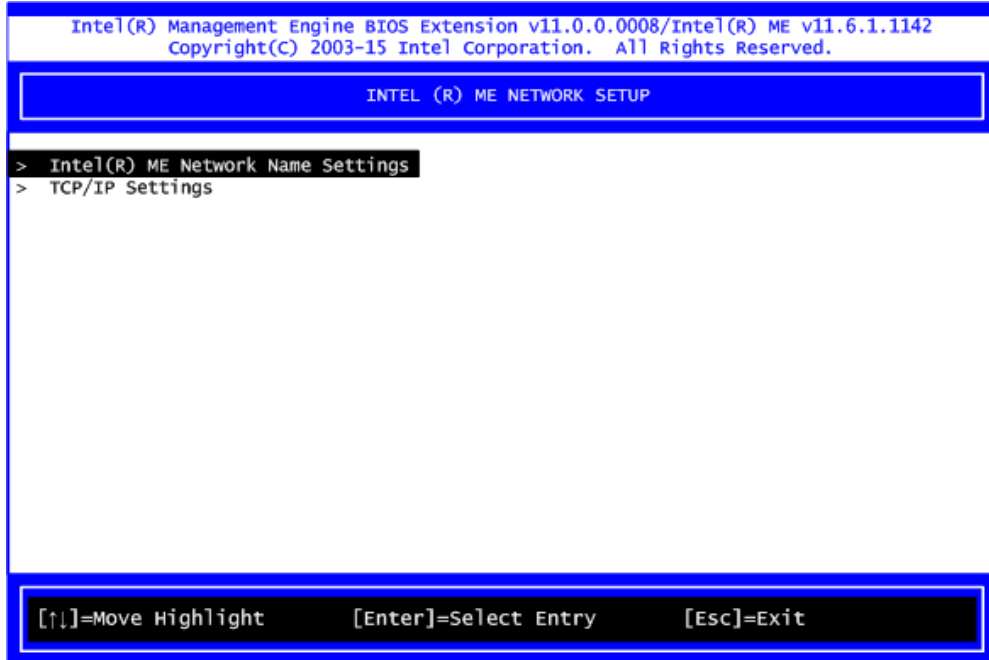 Intel(R) Management Engine BIOS Extension v11.0.0.0008/Intel(R) ME v11.6.1.1142
Copyright(C) 2003-15 Intel Corporation. All Rights Reserved.
INTEL (R) ME NETWORK SETUP
> Intel(R) ME Network Name Settings
> TCP/IP Settings
[↑↓]=Move Highlight [Enter]=Select Entry [Esc]=Exit